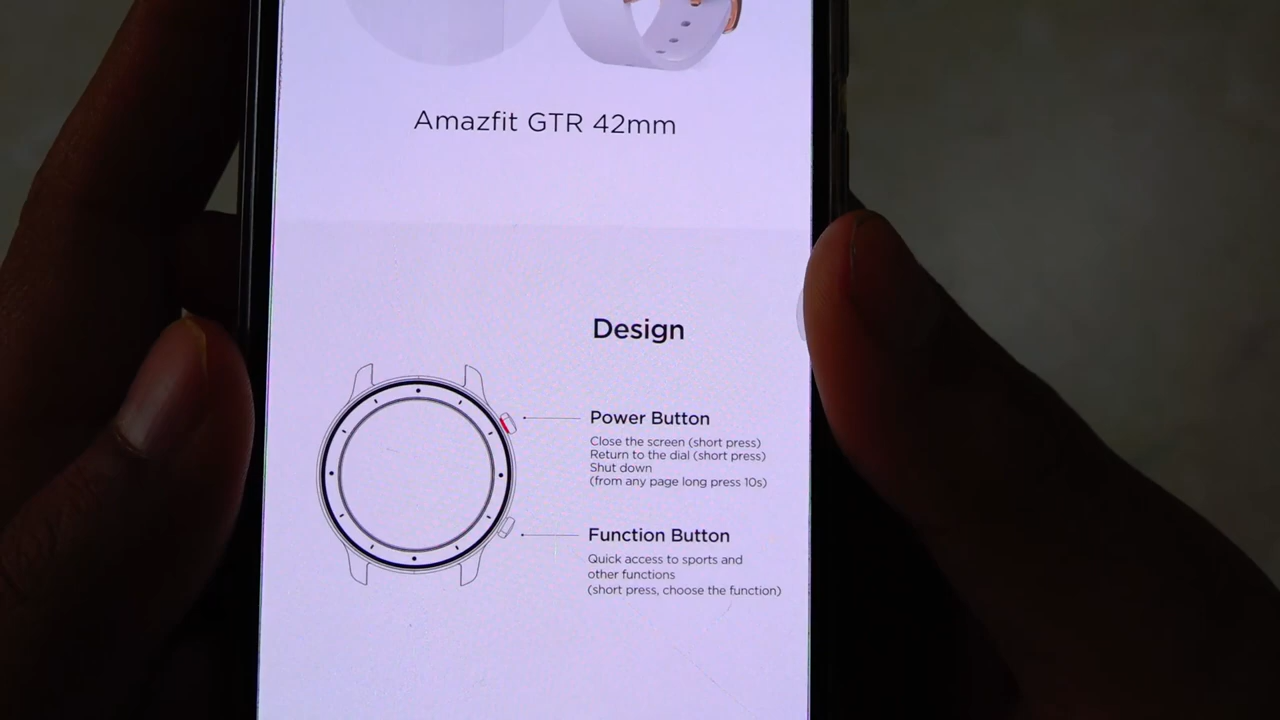 Amazfit GTR 42mm
Design
Power Button
Close the screen (short press)
Return to the dial (short press)
Shut down
(from any page long press 10s)
Function Button
Quick access to sports and
other functions
(short press, choose the function)